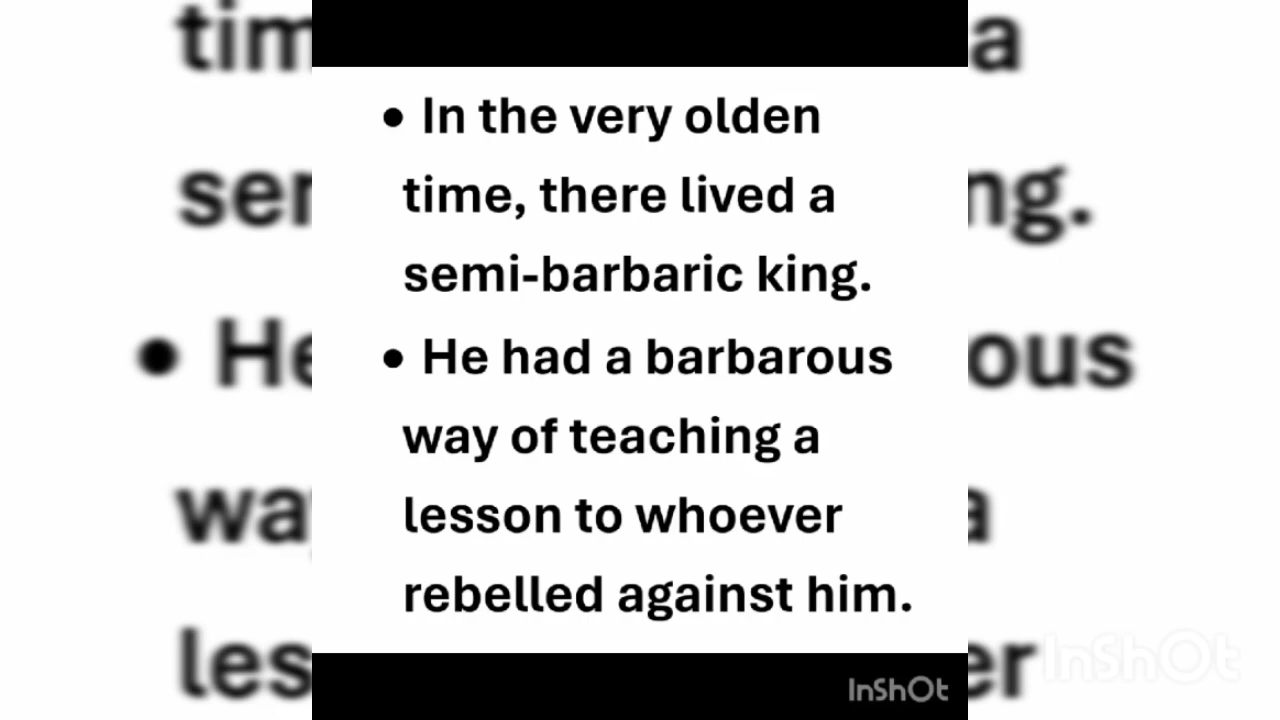 • In the very olden
time, there lived a
semi-barbaric king.
• He had a barbarous
way of teaching a
lesson to whoever
rebelled against him.
InShOt
InShOt